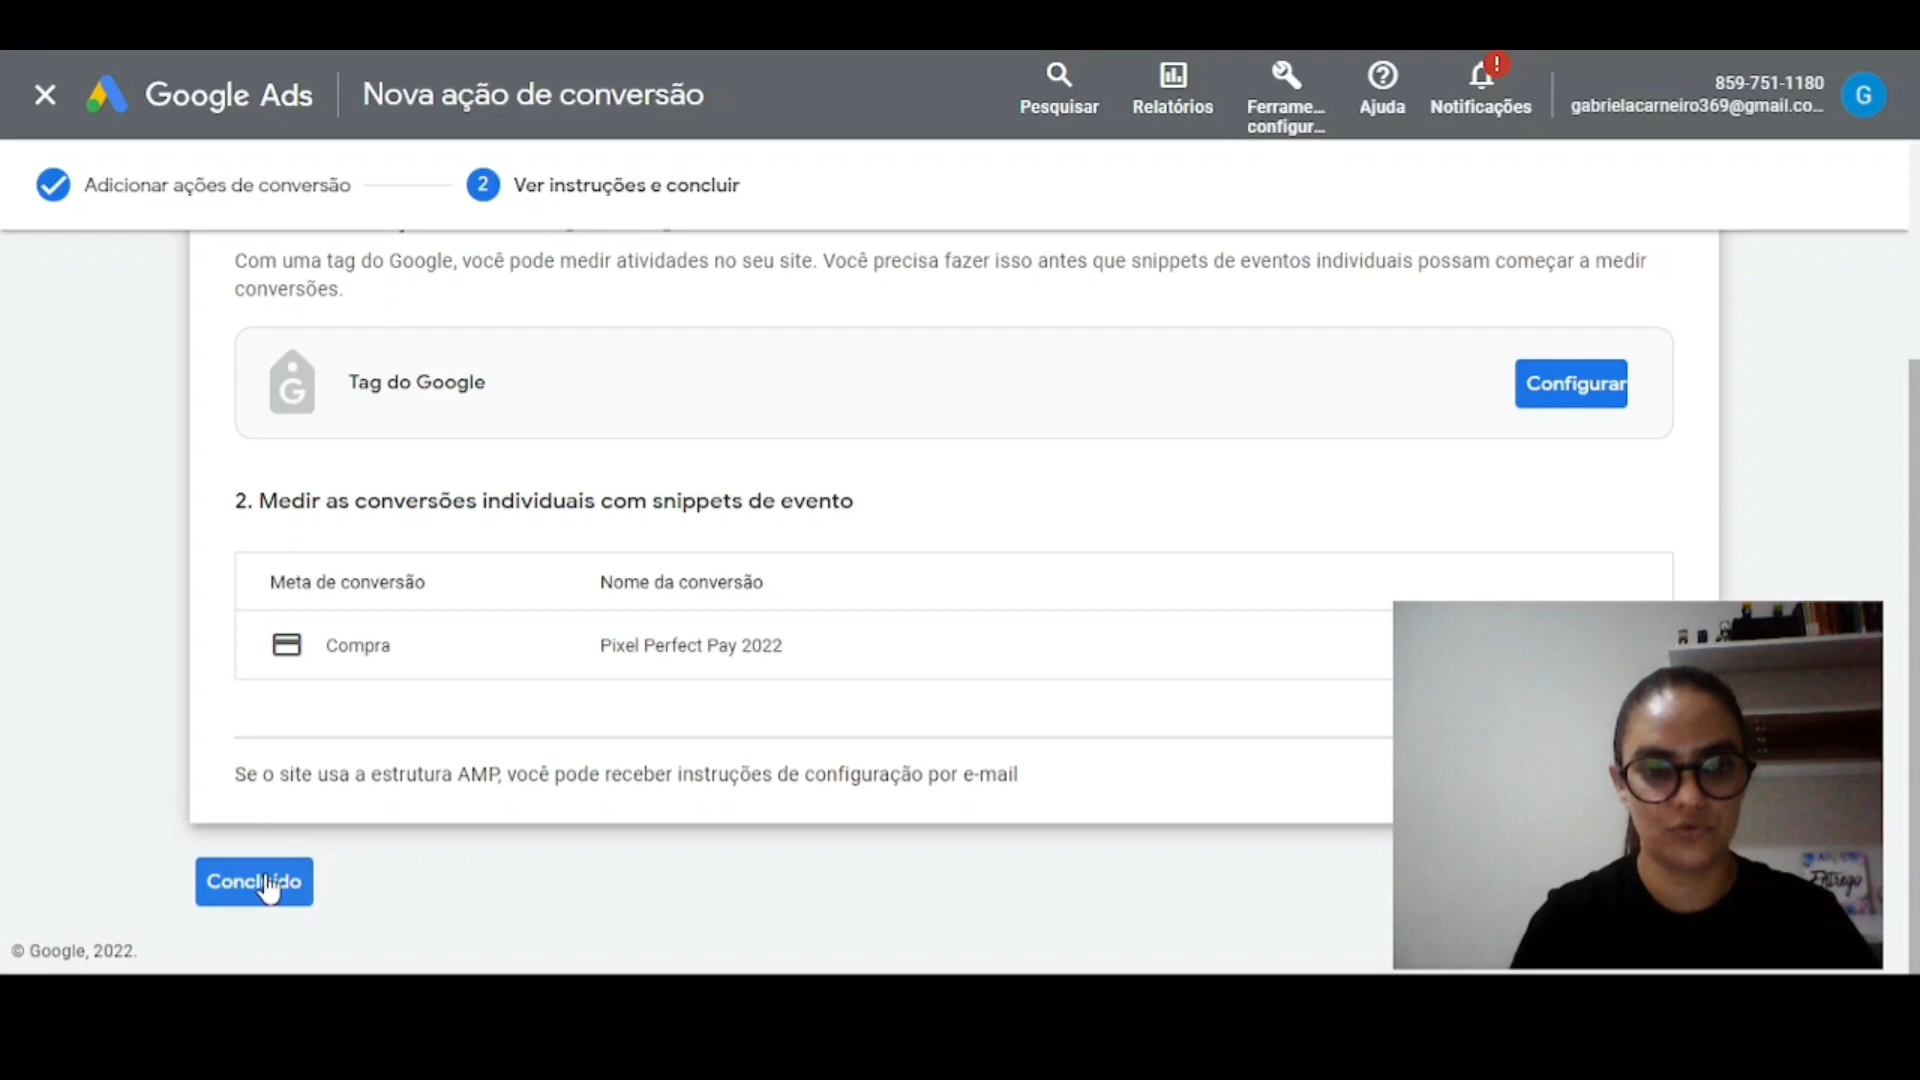 Google Ads
Nova ação de conversão
Pesquisar
Relatórios
Ferrame...
configur...
Ajuda
!
Notificações
859-751-1180
gabrielacarneiro369@gmail.co...
G
Adicionar ações de conversão
2
Ver instruções e concluir
Com uma tag do Google, você pode medir atividades no seu site. Você precisa fazer isso antes que snippets de eventos individuais possam começar a medir
conversões.
G
Tag do Google
Configurar
2. Medir as conversões individuais com snippets de evento
Meta de conversão
Nome da conversão
Compra
Pixel Perfect Pay 2022
Se o site usa a estrutura AMP, você pode receber instruções de configuração por e-mail
Concluído
Entrego
© Google, 2022.